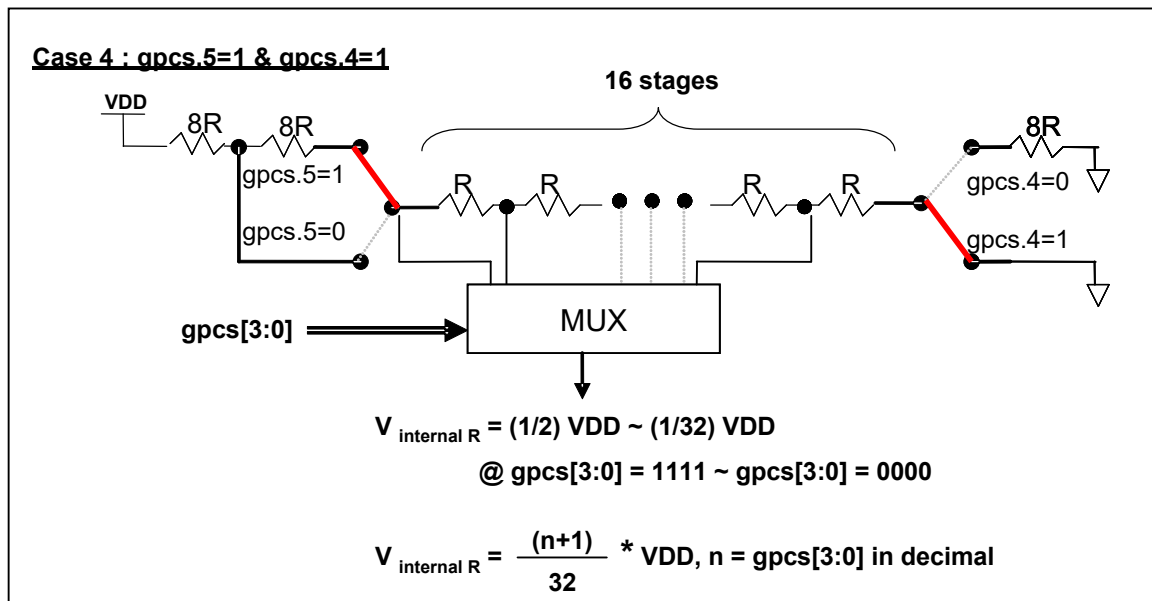 Case 4 : gpcs.5=1 & gpcs.4=1
16 stages
VDD
8R
8R
8R
gpcs.5=1
gpcs.4=0
R
R
R
R
gpcs.5=0
gpcs.4=1
MUX
gpcs[3:0]
V internal R = (1/2) VDD ~ (1/32) VDD
@ gpcs[3:0] = 1111 ~ gpcs[3:0] = 0000
V internal R = (n+1)/32 * VDD, n = gpcs[3:0] in decimal